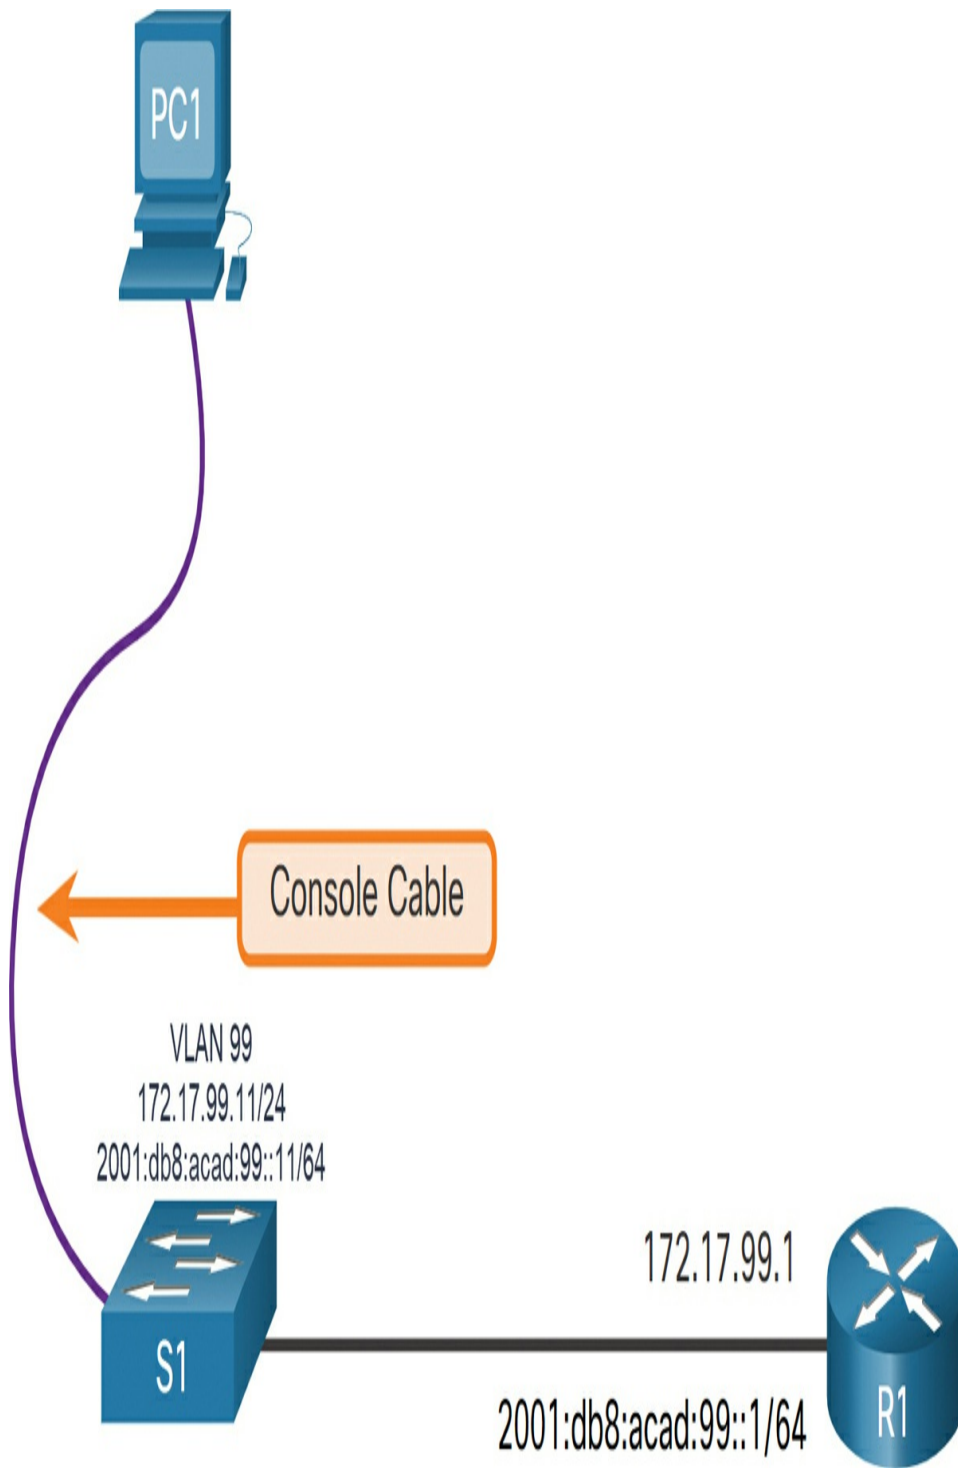 PC1
Console Cable
VLAN 99
172.17.99.11/24
2001:db8:acad:99::11/64
S1
172.17.99.1
2001:db8:acad:99::1/64
R1